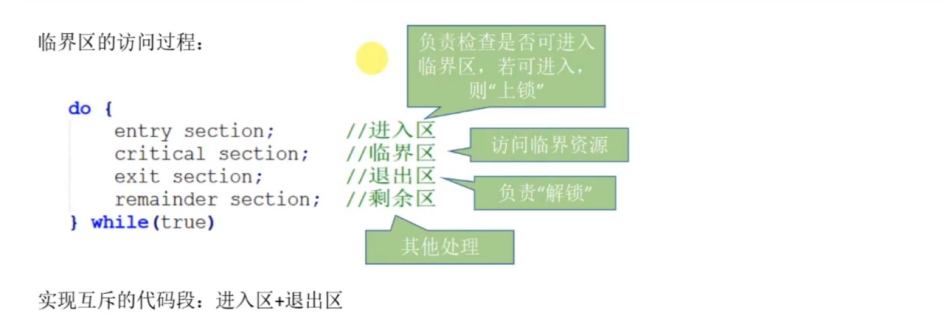 临界区的访问过程：
负责检查是否可进入
临界区，若可进入，
则“上锁”
do {
entry section; //进入区
critical section; //临界区
访问临界资源
exit section; //退出区
负责“解锁”
remainder section; //剩余区
} while(true)
其他处理
实现互斥的代码段：进入区+退出区